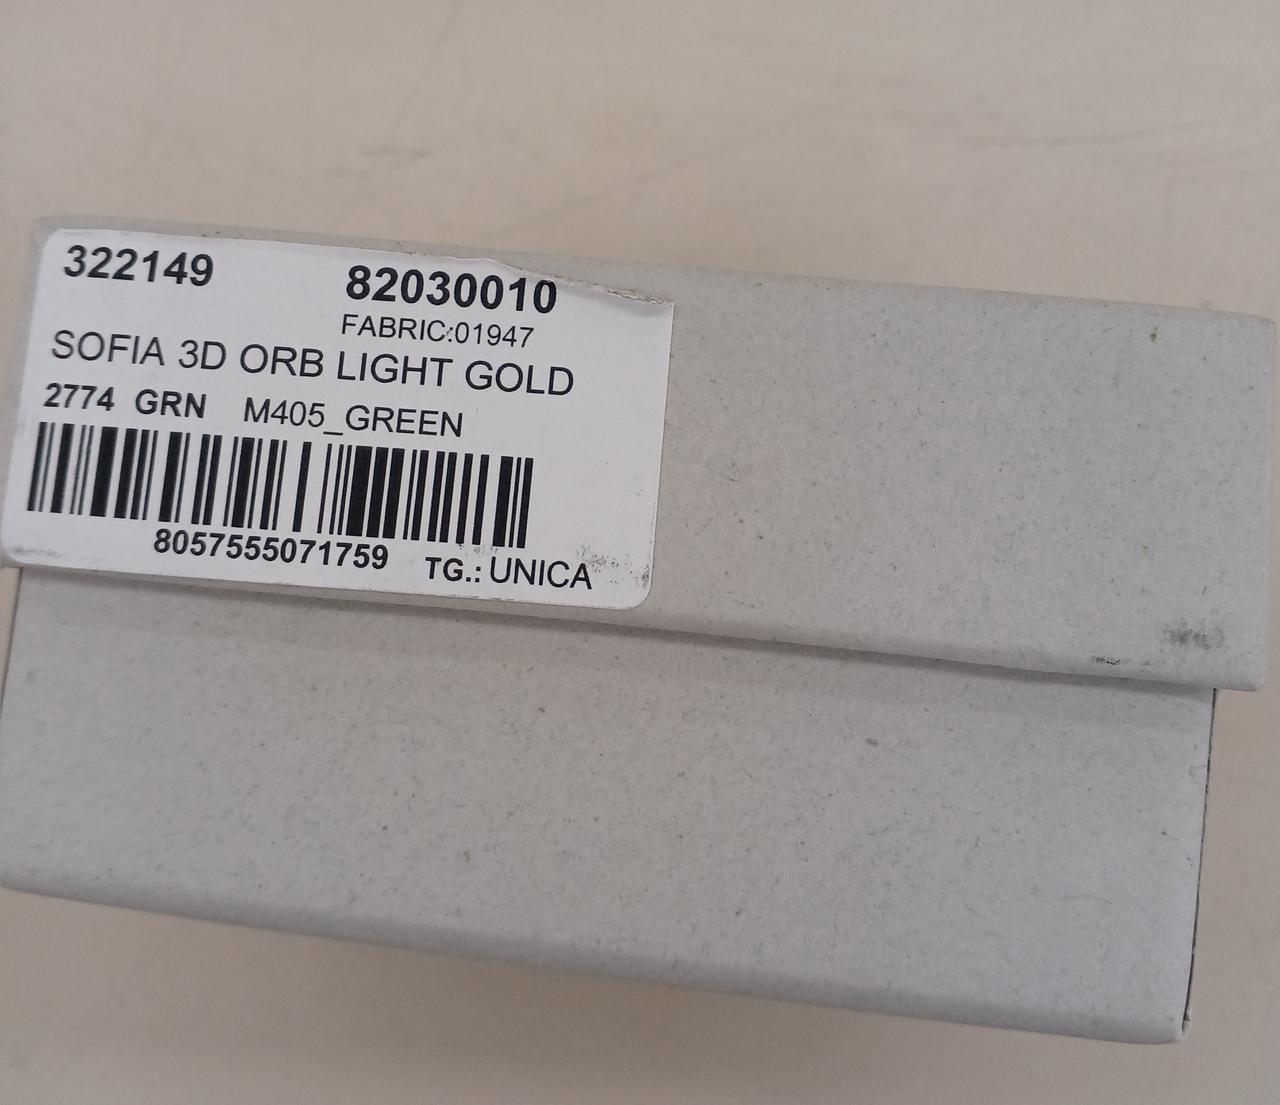 322149 82030010
FABRIC:01947
SOFIA 3D ORB LIGHT GOLD
2774 GRN M405_GREEN
8057555071759 TG.: UNICA